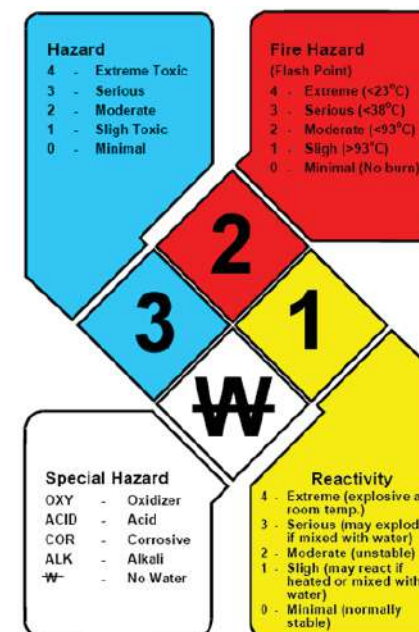 Hazard
4 - Extreme Toxic
3 - Serious
2 - Moderate
1 - Sligh Toxic
0 - Minimal
Fire Hazard
(Flash Point)
4 - Extreme (<23°C)
3 - Serious (<38°C)
2 - Moderate (<93°C)
1 - Sligh (>93°C)
0 - Minimal (No burn)
2
3
1
W
Special Hazard
OXY - Oxidizer
ACID - Acid
COR - Corrosive
ALK - Alkali
W - No Water
Reactivity
4 - Extreme (explosive a
room temp.)
3 - Serious (may explod
if mixed with water)
2 - Moderate (unstable)
1 - Sligh (may react if
heated or mixed with
water)
0 - Minimal (normally
stable)